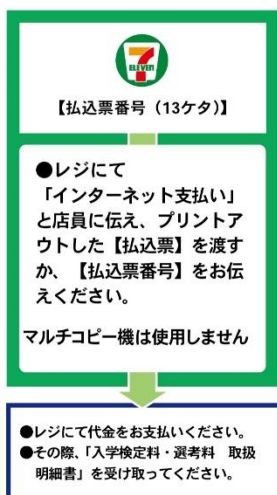 7
ELEVEn
【払込票番号（13ケタ）】
●レジにて
「インターネット支払い」
と店員に伝え、プリントア
ウトした【払込票】を渡す
か、【払込票番号】をお伝
えください。
マルチコピー機は使用しません
●レジにて代金をお支払いください。
●その際、「入学検定料・選考料　取扱
明細書」を受け取ってください。